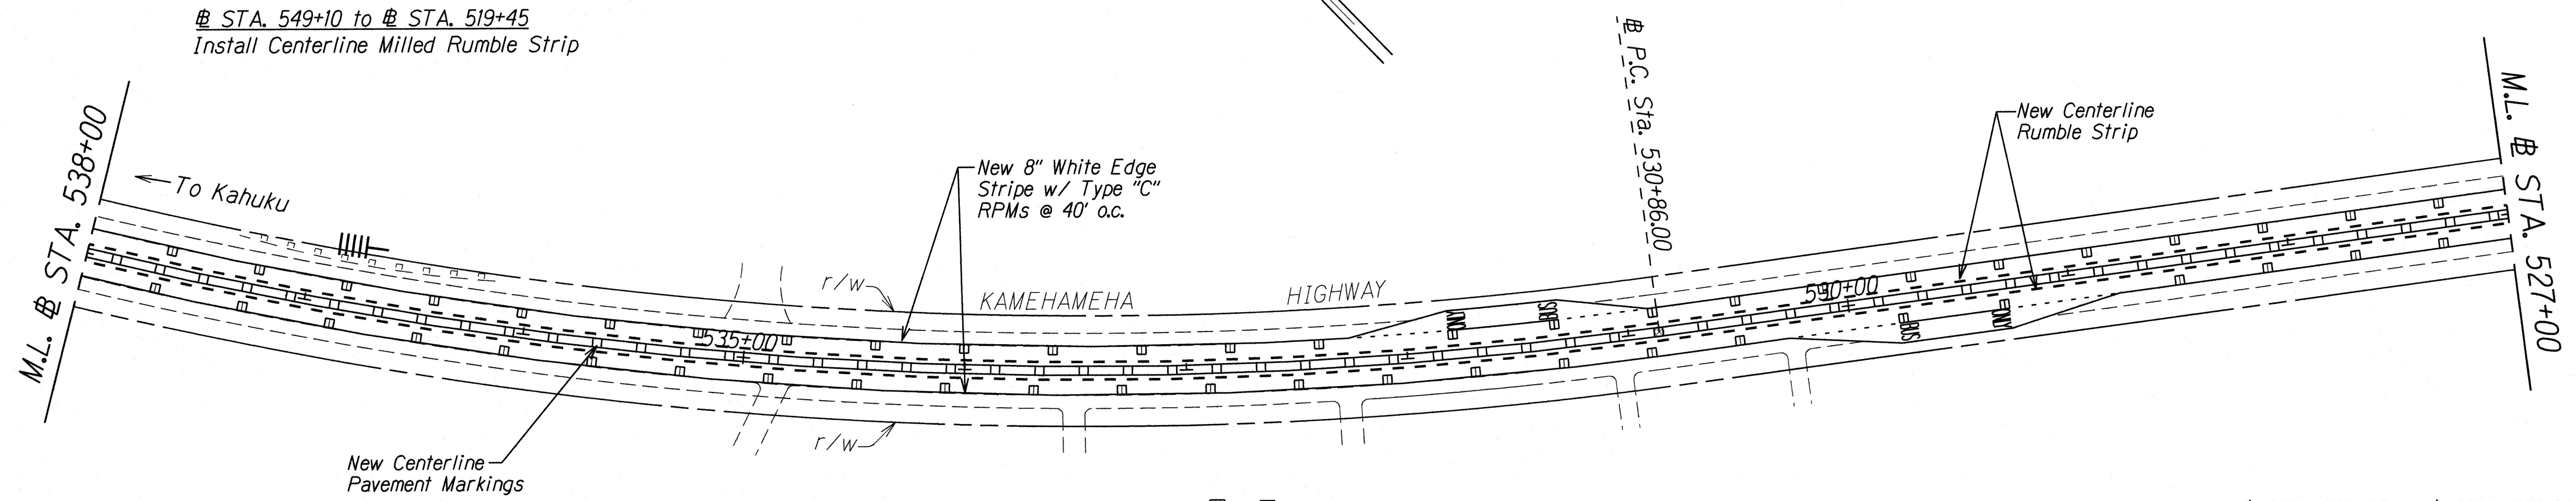 ℄ STA. 549+10 to ℄ STA. 519+45
Install Centerline Milled Rumble Strip
M.L. ℄ STA. 538+00
To Kahuku
New 8" White Edge
Stripe w/ Type "C"
RPMs @ 40' o.c.
℄ P.C. Sta. 530+86.00
New Centerline
Rumble Strip
M.L. ℄ STA. 527+00
r/w
KAMEHAMEHA HIGHWAY
535+00
530+00
ONLY
BUS
r/w
New Centerline
Pavement Markings